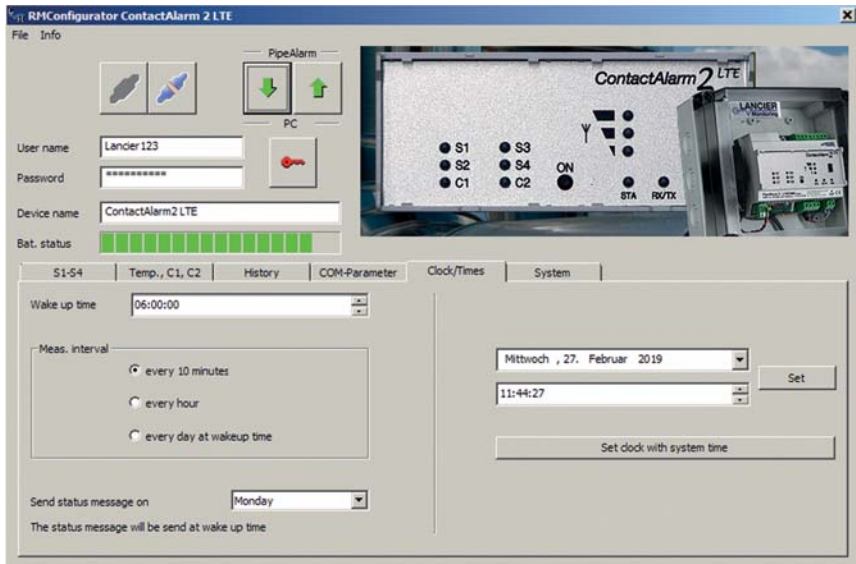 RMConfigurator ContactAlarm 2 LTE
File Info
PipeAlarm
PC
User name Lancier123
Password **********
Device name ContactAlarm2 LTE
Bat. status
ContactAlarm 2 LTE
S1 S3
S2 S4
C1 C2
ON
STA RX/TX
LANCIER
Monitoring
S1-S4 Temp., C1, C2 History COM-Parameter Clock/Times System
Wake up time 06:00:00
Meas. interval
every 10 minutes
every hour
every day at wakeup time
Send status message on Monday
The status message will be send at wake up time
Mittwoch , 27. Februar 2019
11:44:27
Set
Set clock with system time